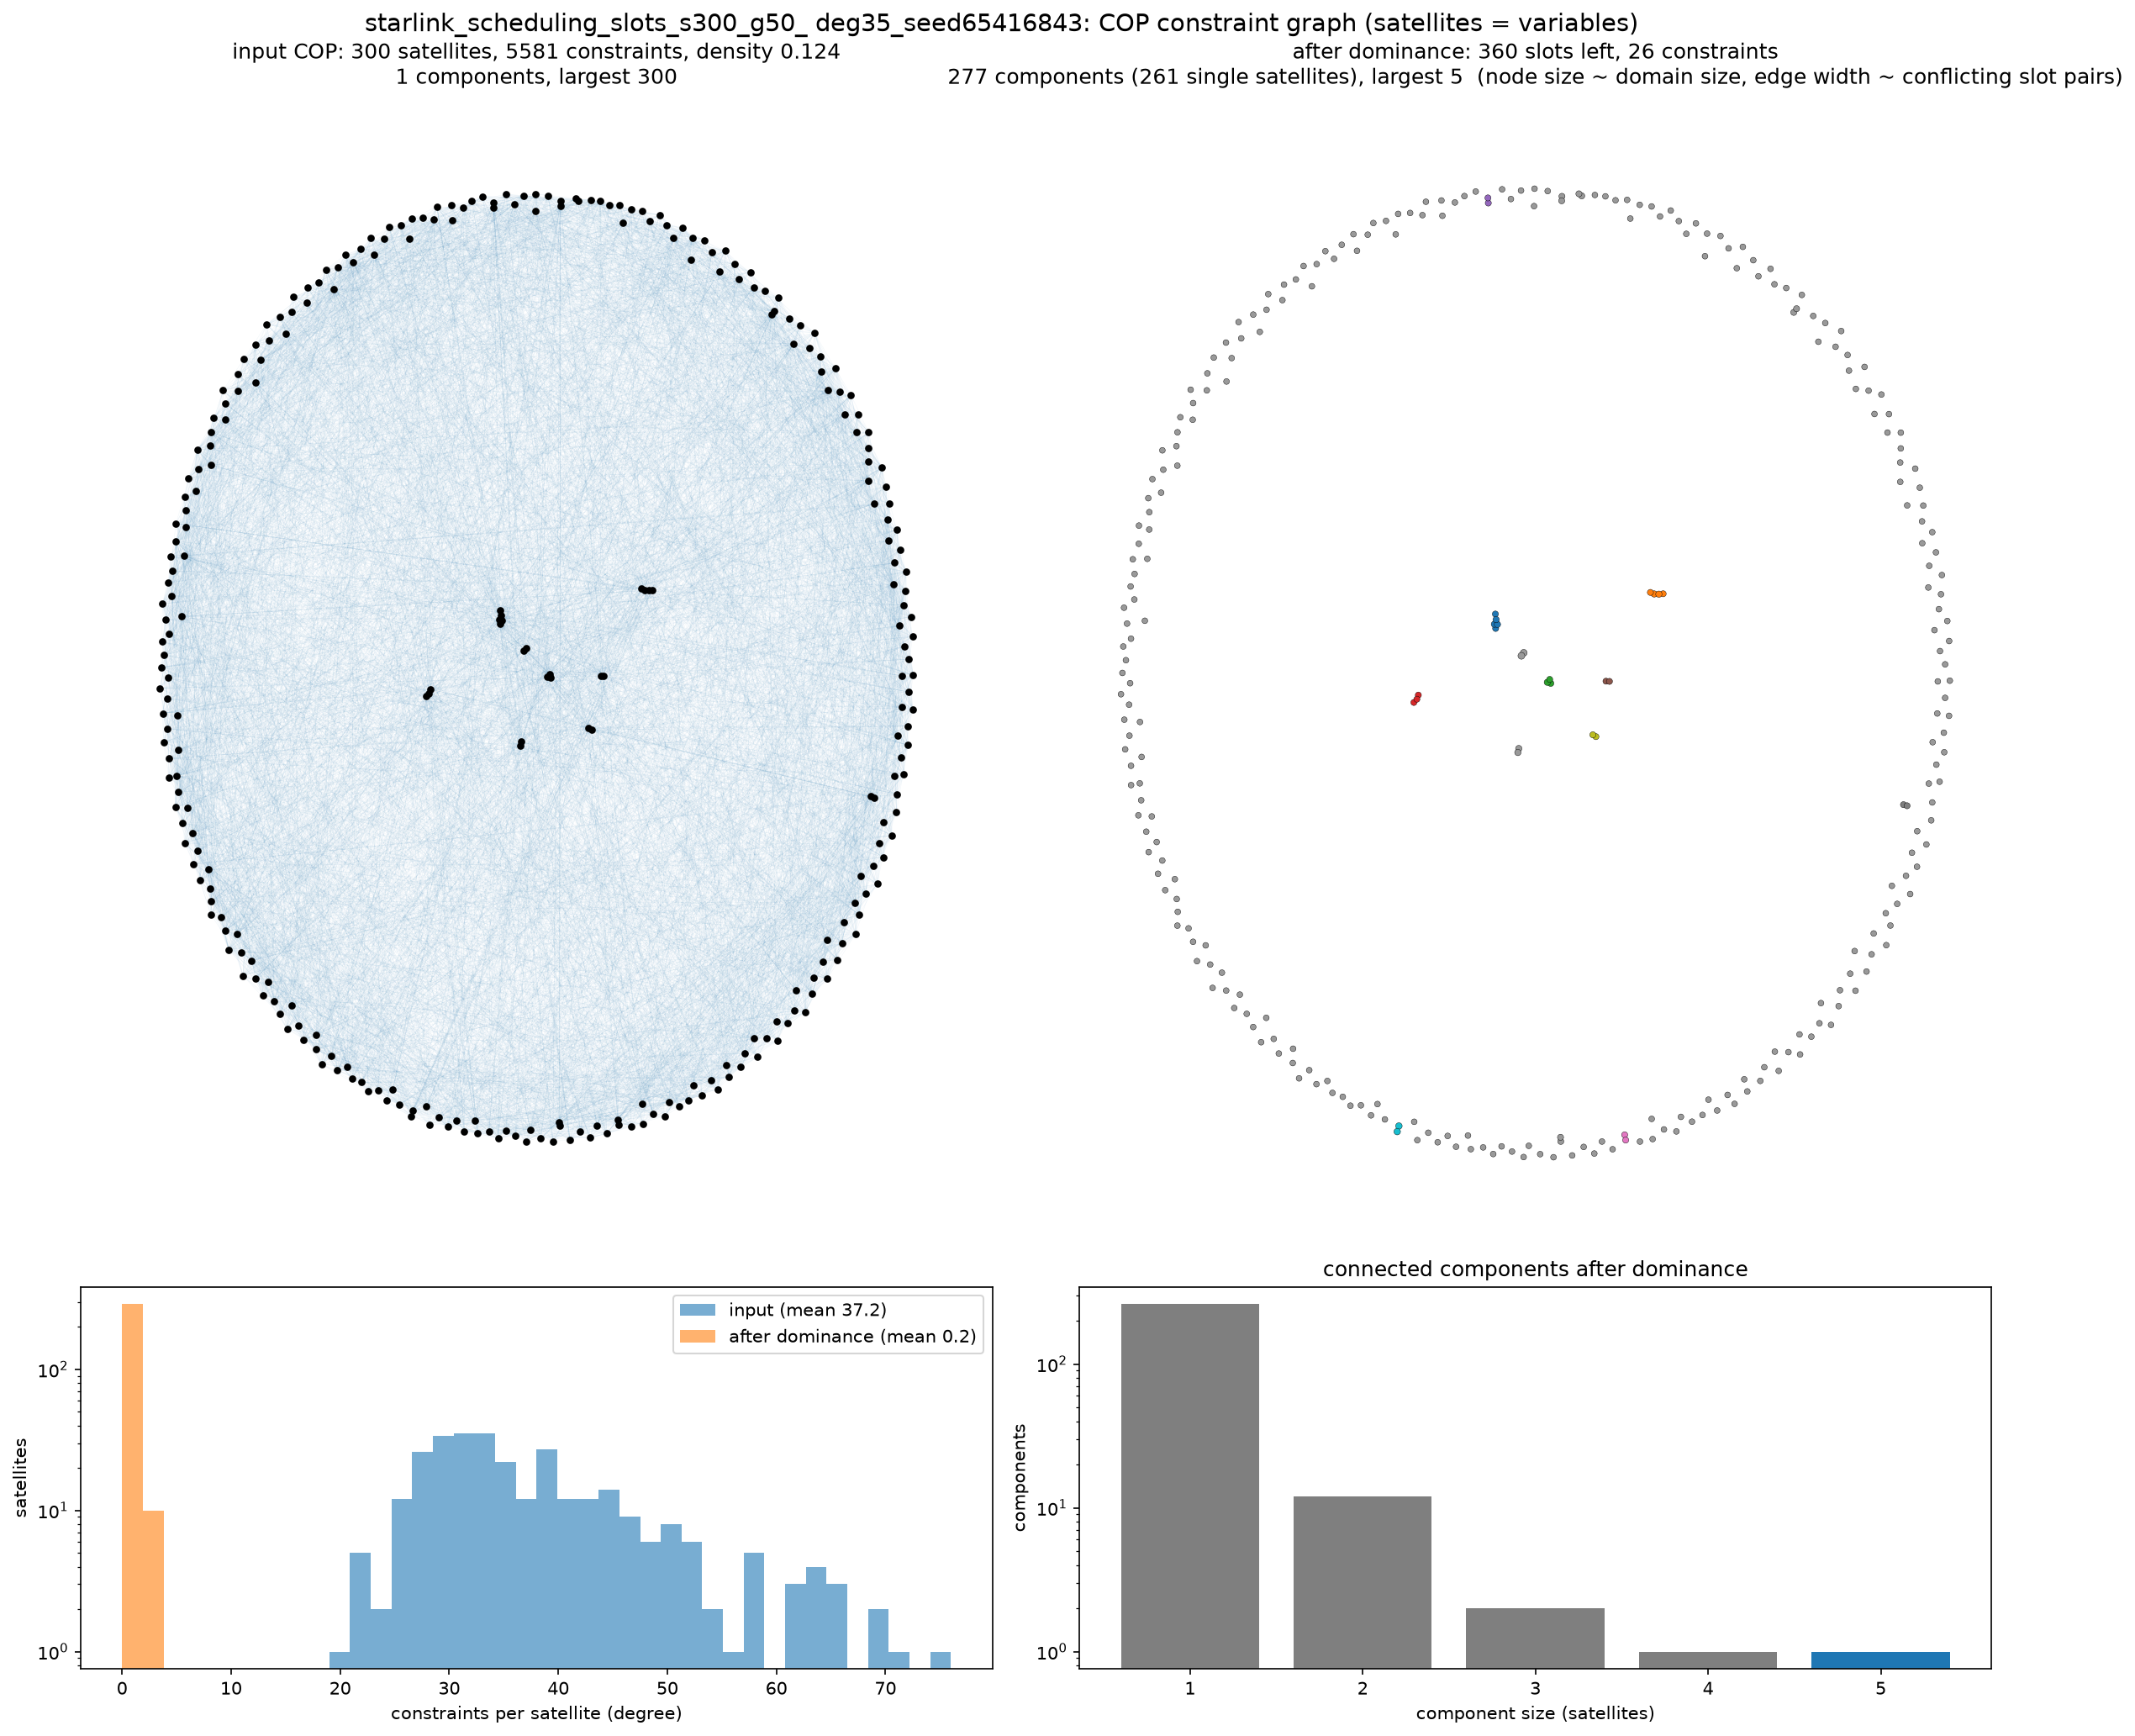 starlink_scheduling_slots_s300_g50_ deg35_seed65416843: COP constraint graph (satellites = variables)
input COP: 300 satellites, 5581 constraints, density 0.124
1 components, largest 300
after dominance: 360 slots left, 26 constraints
277 components (261 single satellites), largest 5 (node size ~ domain size, edge width ~ conflicting slot pairs)
input (mean 37.2)
after dominance (mean 0.2)
satellites
10²
10¹
10⁰
0 10 20 30 40 50 60 70
constraints per satellite (degree)
connected components after dominance
components
10²
10¹
10⁰
1 2 3 4 5
component size (satellites)